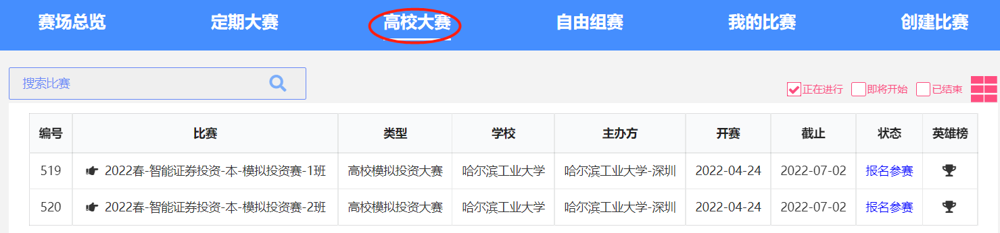 赛场总览 定期大赛 高校大赛 自由组赛 我的比赛 创建比赛
搜索比赛
正在进行 即将开始 已结束
编号 比赛 类型 学校 主办方 开赛 截止 状态 英雄榜
519 2022春-智能证券投资-本-模拟投资赛-1班 高校模拟投资大赛 哈尔滨工业大学 哈尔滨工业大学-深圳 2022-04-24 2022-07-02 报名参赛
520 2022春-智能证券投资-本-模拟投资赛-2班 高校模拟投资大赛 哈尔滨工业大学 哈尔滨工业大学-深圳 2022-04-24 2022-07-02 报名参赛